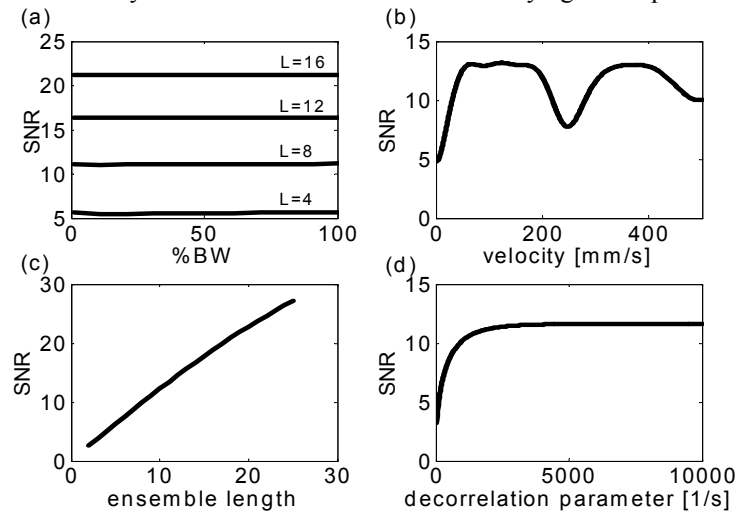 (a)
25
20
15
10
5
SNR
L=16
L=12
L=8
L=4
0 50 100
%BW
(b)
15
10
5
0
SNR
0 200 400
velocity [mm/s]
(c)
30
20
10
0
SNR
0 10 20 30
ensemble length
(d)
15
10
5
0
SNR
0 5000 10000
decorrelation parameter [1/s]